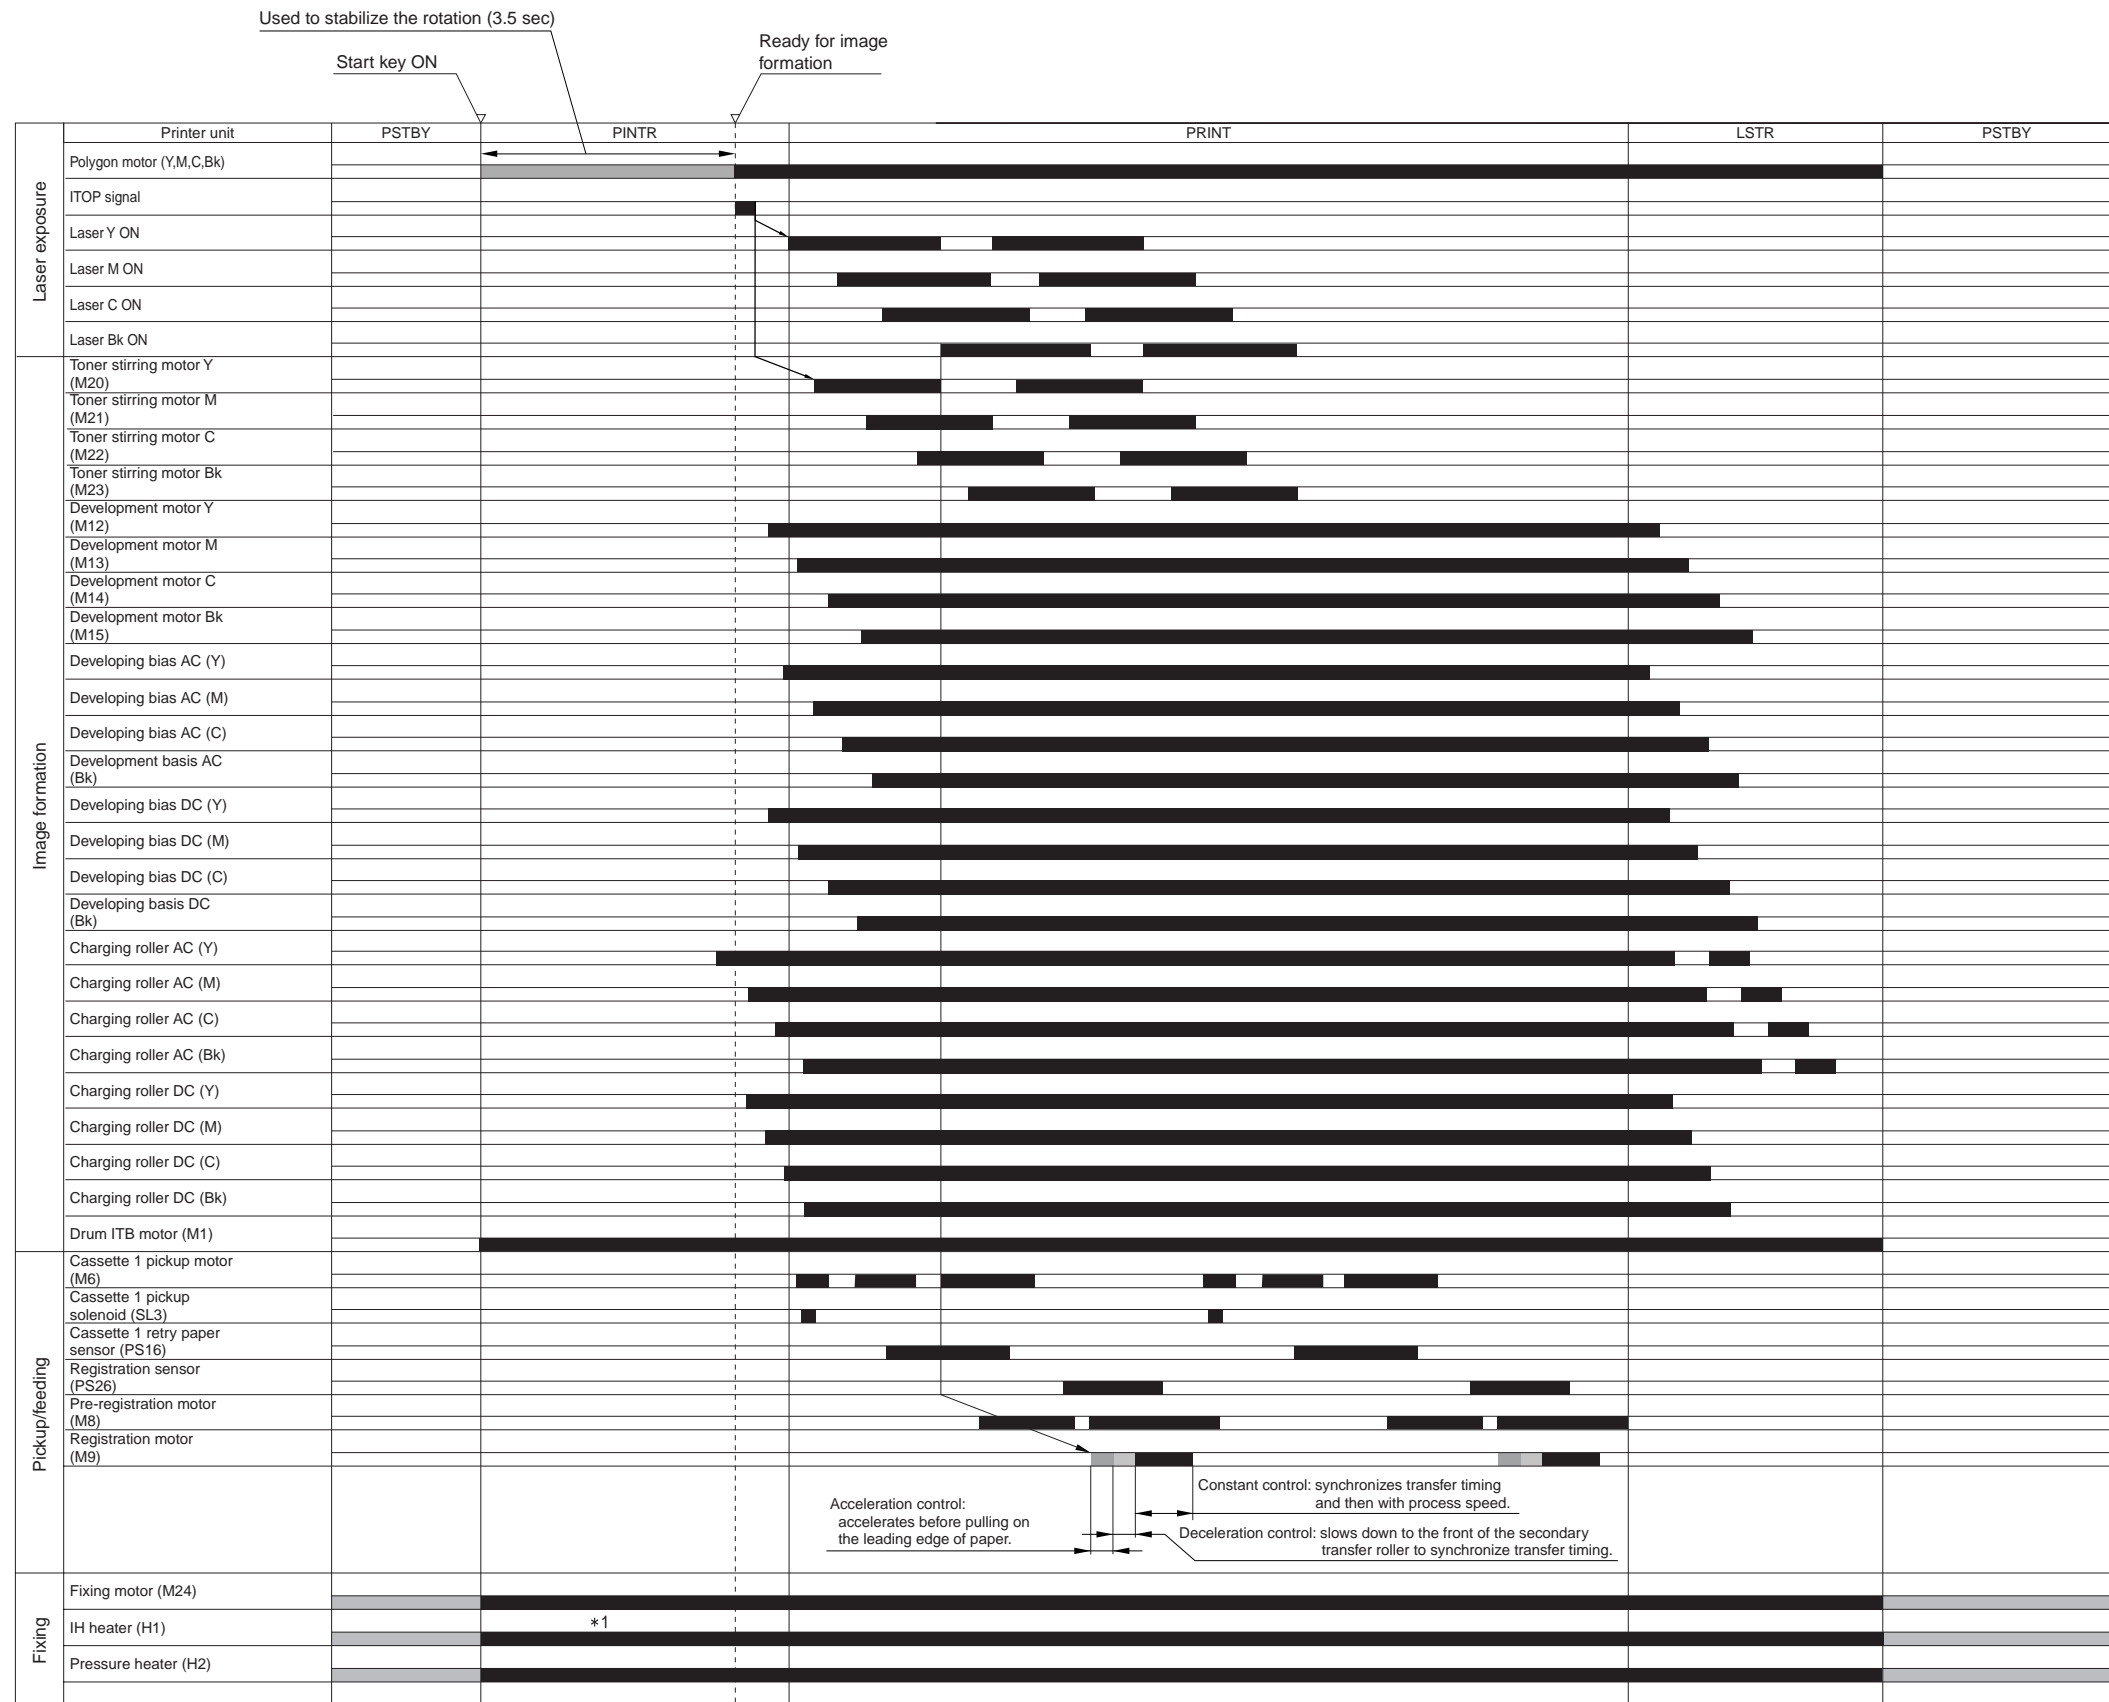 Used to stabilize the rotation (3.5 sec)
Start key ON
Ready for image
formation
Printer unit
PSTBY
PINTR
PRINT
LSTR
PSTBY
Laser exposure
Polygon motor (Y,M,C,Bk)
ITOP signal
Laser Y ON
Laser M ON
Laser C ON
Laser Bk ON
Image formation
Toner stirring motor Y
(M20)
Toner stirring motor M
(M21)
Toner stirring motor C
(M22)
Toner stirring motor Bk
(M23)
Development motor Y
(M12)
Development motor M
(M13)
Development motor C
(M14)
Development motor Bk
(M15)
Developing bias AC (Y)
Developing bias AC (M)
Developing bias AC (C)
Development basis AC
(Bk)
Developing bias DC (Y)
Developing bias DC (M)
Developing bias DC (C)
Developing basis DC
(Bk)
Charging roller AC (Y)
Charging roller AC (M)
Charging roller AC (C)
Charging roller AC (Bk)
Charging roller DC (Y)
Charging roller DC (M)
Charging roller DC (C)
Charging roller DC (Bk)
Drum ITB motor (M1)
Pickup/feeding
Cassette 1 pickup motor
(M6)
Cassette 1 pickup
solenoid (SL3)
Cassette 1 retry paper
sensor (PS16)
Registration sensor
(PS26)
Pre-registration motor
(M8)
Registration motor
(M9)
Constant control: synchronizes transfer timing
and then with process speed.
Acceleration control:
accelerates before pulling on
the leading edge of paper.
Deceleration control: slows down to the front of the secondary
transfer roller to synchronize transfer timing.
Fixing
Fixing motor (M24)
IH heater (H1)
*1
Pressure heater (H2)